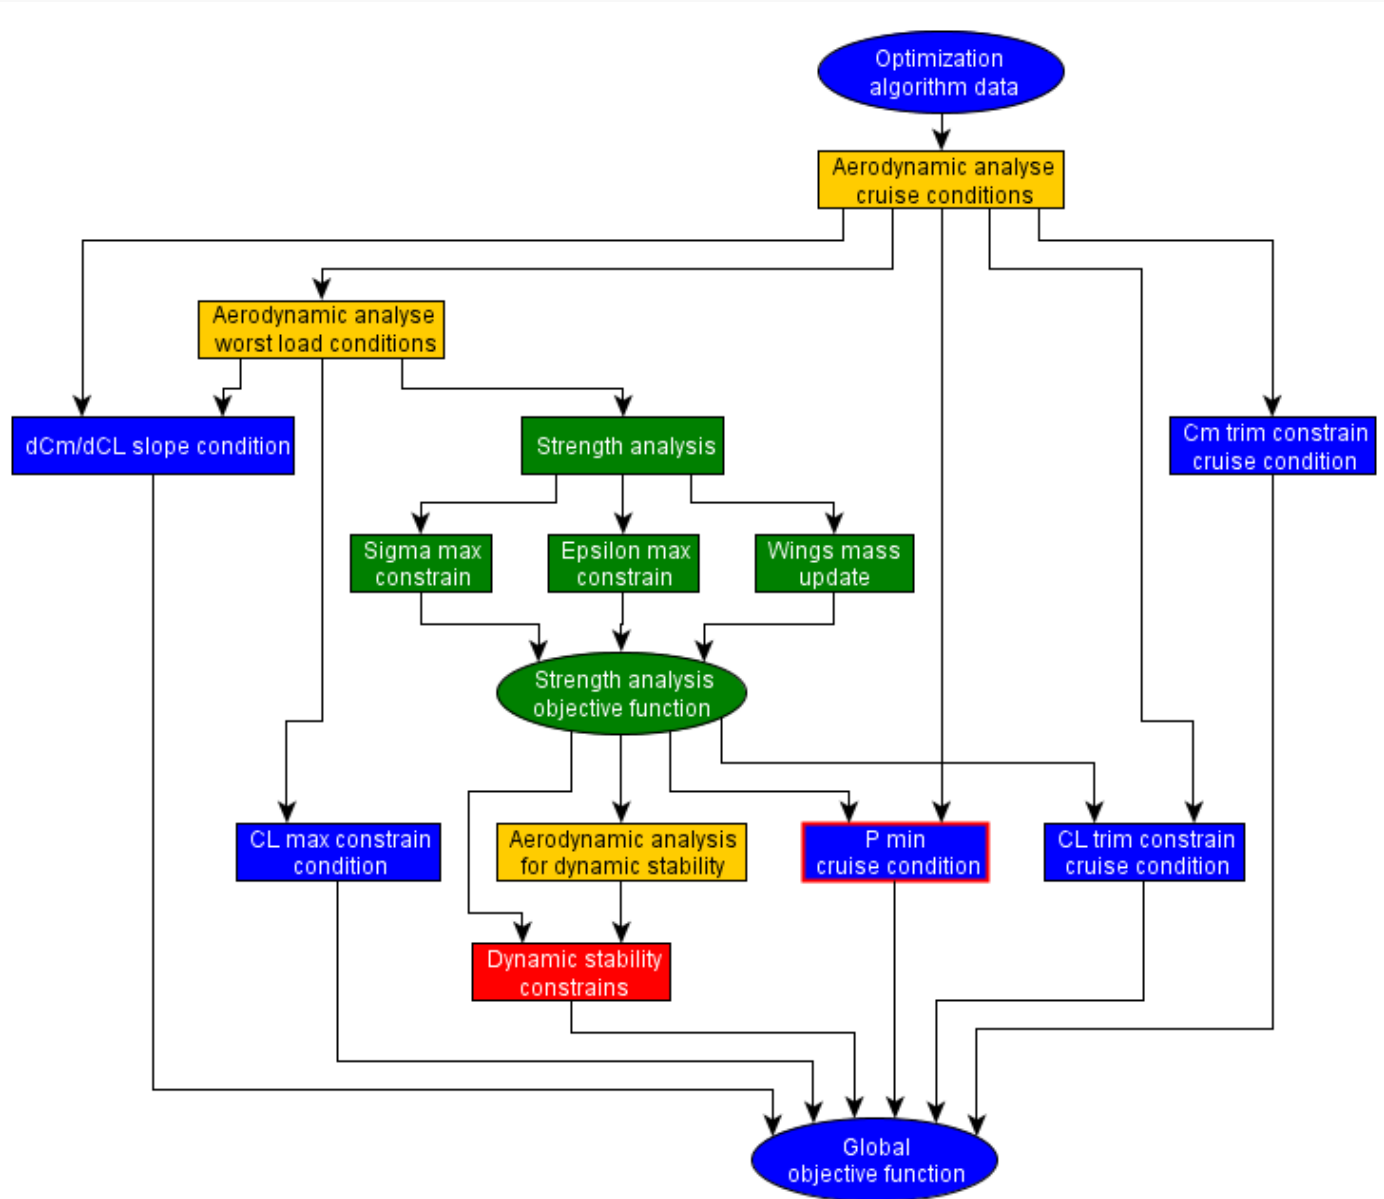 Optimization
algorithm data
Aerodynamic analyse
cruise conditions
Aerodynamic analyse
worst load conditions
dCm/dCL slope condition
Strength analysis
Cm trim constrain
cruise condition
Sigma max
constrain
Epsilon max
constrain
Wings mass
update
Strength analysis
objective function
CL max constrain
condition
Aerodynamic analysis
for dynamic stability
P min
cruise condition
CL trim constrain
cruise condition
Dynamic stability
constrains
Global
objective function